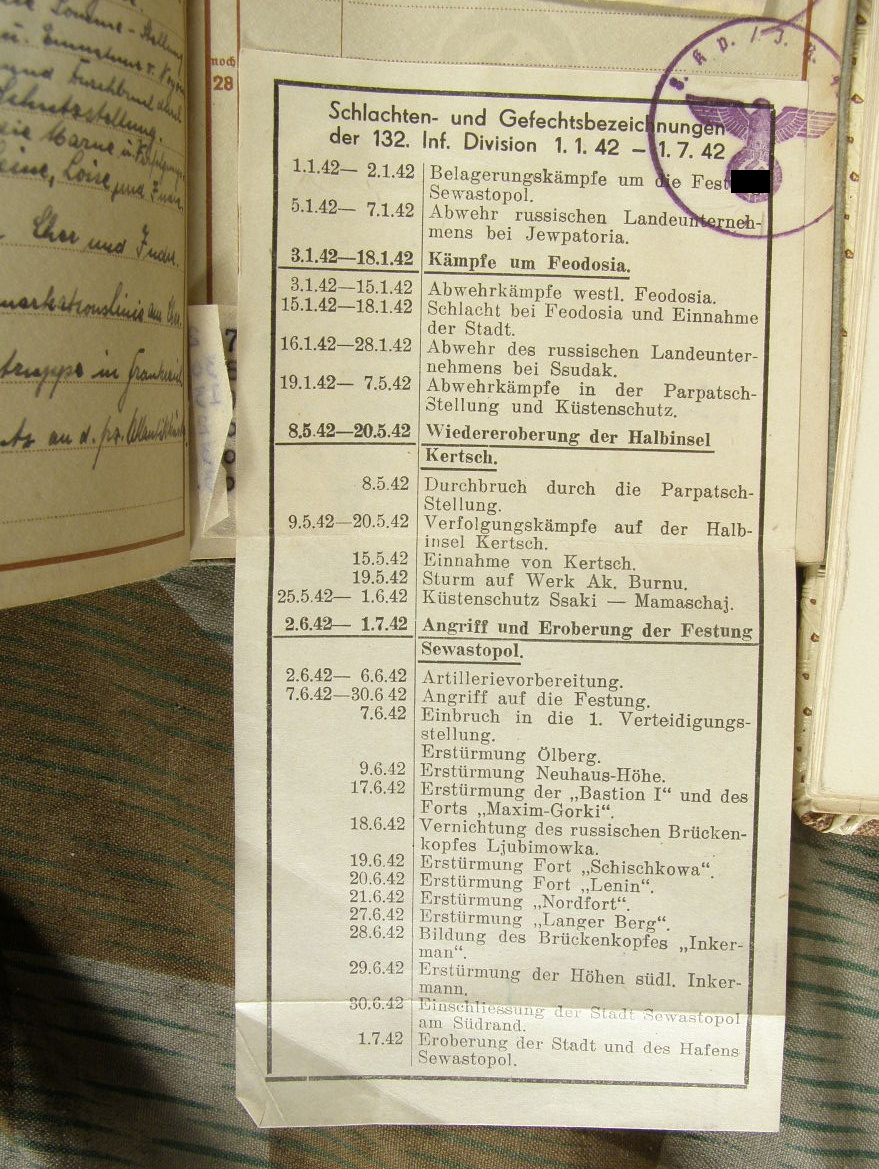 noch
28
Schlachten- und Gefechtsbezeichnungen
der 132. Inf. Division 1. 1. 42 — 1. 7. 42
1.1.42— 2.1.42 Belagerungskämpfe um die Fest
Sewastopol.
5.1.42— 7.1.42 Abwehr russischen Landeunterneh-
mens bei Jewpatoria.
3.1.42—18.1.42 Kämpfe um Feodosia.
3.1.42—15.1.42 Abwehrkämpfe westl. Feodosia.
15.1.42—18.1.42 Schlacht bei Feodosia und Einnahme
der Stadt.
16.1.42—28.1.42 Abwehr des russischen Landeunter-
nehmens bei Ssudak.
19.1.42— 7.5.42 Abwehrkämpfe in der Parpatsch-
Stellung und Küstenschutz.
8.5.42—20.5.42 Wiedereroberung der Halbinsel
Kertsch.
8.5.42 Durchbruch durch die Parpatsch-
Stellung.
9.5.42—20.5.42 Verfolgungskämpfe auf der Halb-
insel Kertsch.
15.5.42 Einnahme von Kertsch.
19.5.42 Sturm auf Werk Ak. Burnu.
25.5.42— 1.6.42 Küstenschutz Ssaki — Mamaschaj.
2.6.42— 1.7.42 Angriff und Eroberung der Festung
Sewastopol.
2.6.42— 6.6.42 Artillerievorbereitung.
7.6.42—30.6.42 Angriff auf die Festung.
7.6.42 Einbruch in die 1. Verteidigungs-
stellung.
Erstürmung Ölberg.
9.6.42 Erstürmung Neuhaus-Höhe.
17.6.42 Erstürmung der „Bastion I“ und des
Forts „Maxim-Gorki“.
18.6.42 Vernichtung des russischen Brücken-
kopfes Ljubimowka.
19.6.42 Erstürmung Fort „Schischkowa“.
20.6.42 Erstürmung Fort „Lenin“.
21.6.42 Erstürmung „Nordfort“.
27.6.42 Erstürmung „Langer Berg“.
28.6.42 Bildung des Brückenkopfes „Inker-
man“.
29.6.42 Erstürmung der Höhen südl. Inker-
mann.
30.6.42 Einschliessung der Stadt Sewastopol
am Südrand.
1.7.42 Eroberung der Stadt und des Hafens
Sewastopol.
Cher und Indre.
in Frankreich